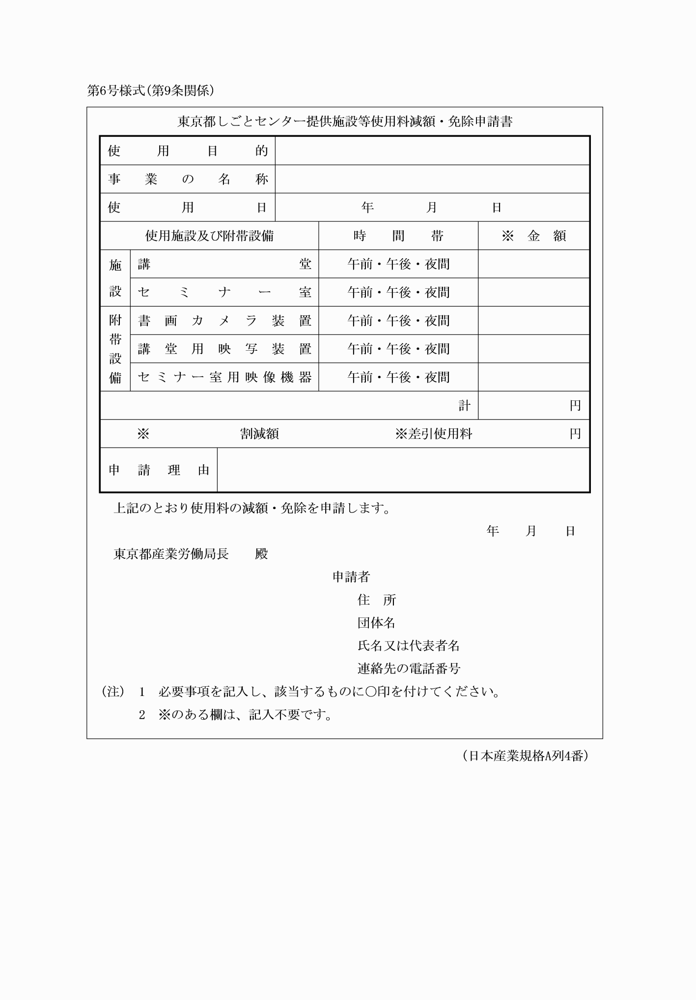 第6号様式(第9条関係)
東京都しごとセンター提供施設等使用料減額・免除申請書
使用目的
事業の名称
使用日　年　月　日
使用施設及び附帯設備　時間帯　※金額
施設　講堂　午前・午後・夜間
セミナー室　午前・午後・夜間
附帯設備　書画カメラ装置　午前・午後・夜間
講堂用映写装置　午前・午後・夜間
セミナー室用映像機器　午前・午後・夜間
計　円
※　割減額　※差引使用料　円
申請理由
上記のとおり使用料の減額・免除を申請します。
年　月　日
東京都産業労働局長　殿
申請者
住　所
団体名
氏名又は代表者名
連絡先の電話番号
(注)　1　必要事項を記入し、該当するものに〇印を付けてください。
2　※のある欄は、記入不要です。
(日本産業規格A列4番)